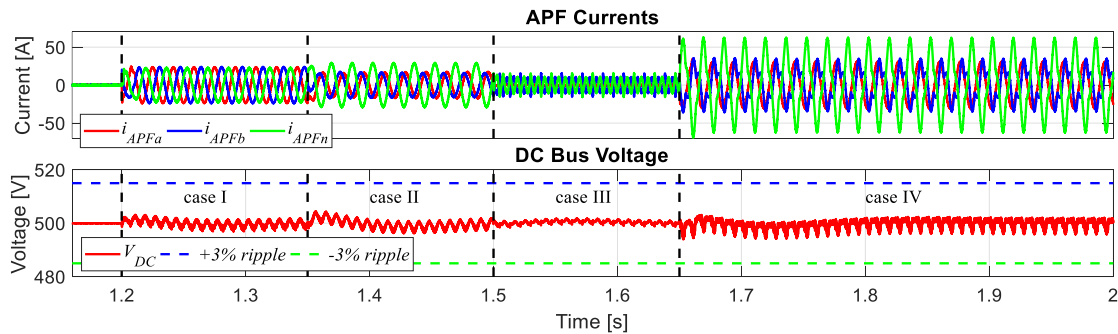 APF Currents
Current [A]
50
0
-50
i_APFa i_APFb i_APFn
DC Bus Voltage
Voltage [V]
520
500
480
case I case II case III case IV
V_DC +3% ripple -3% ripple
1.2 1.3 1.4 1.5 1.6 1.7 1.8 1.9 2
Time [s]